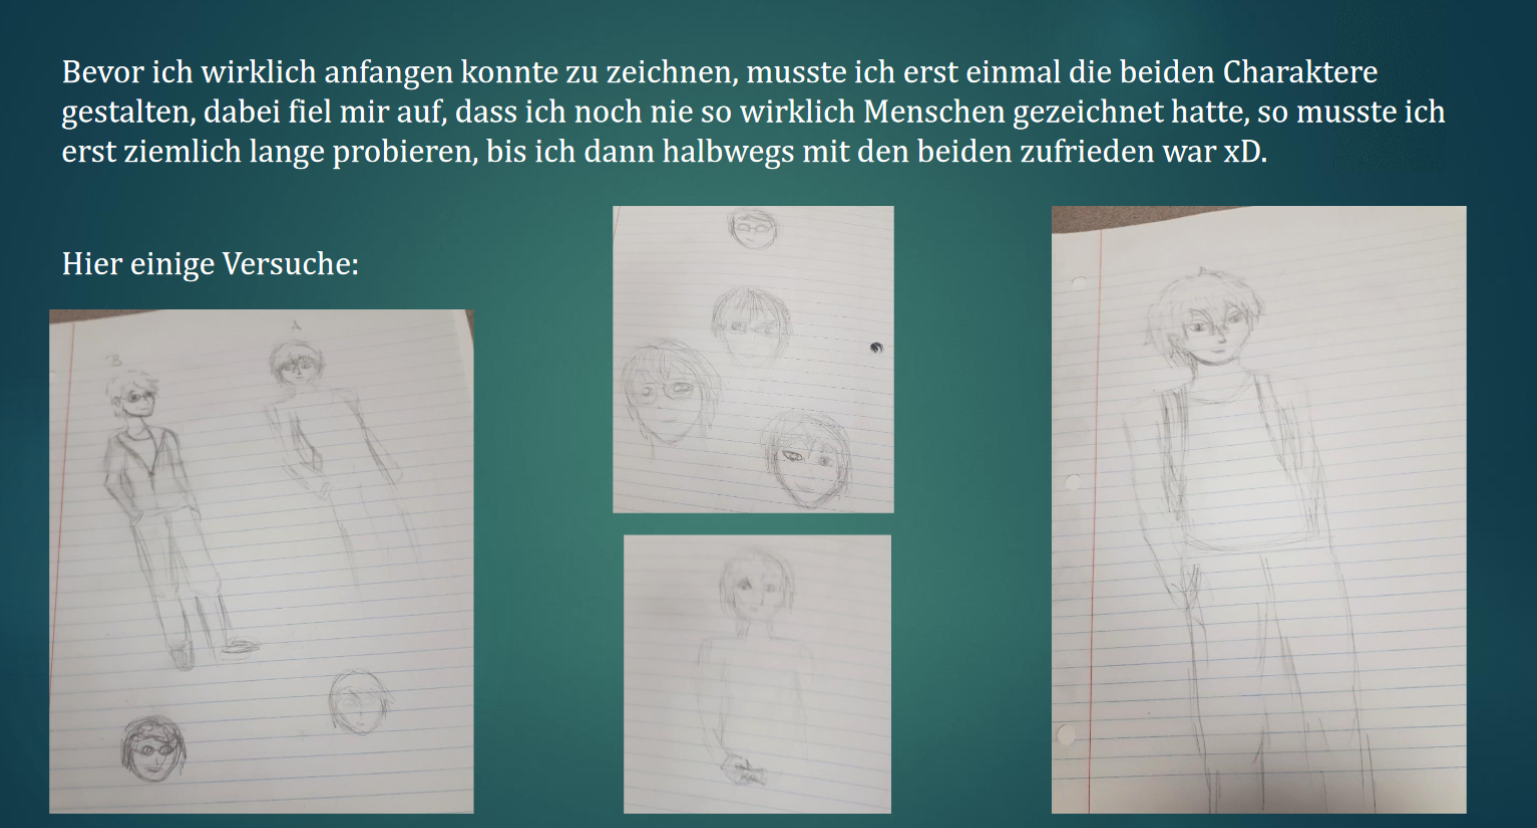 Bevor ich wirklich anfangen konnte zu zeichnen, musste ich erst einmal die beiden Charaktere
gestalten, dabei fiel mir auf, dass ich noch nie so wirklich Menschen gezeichnet hatte, so musste ich
erst ziemlich lange probieren, bis ich dann halbwegs mit den beiden zufrieden war xD.
Hier einige Versuche:
B
A